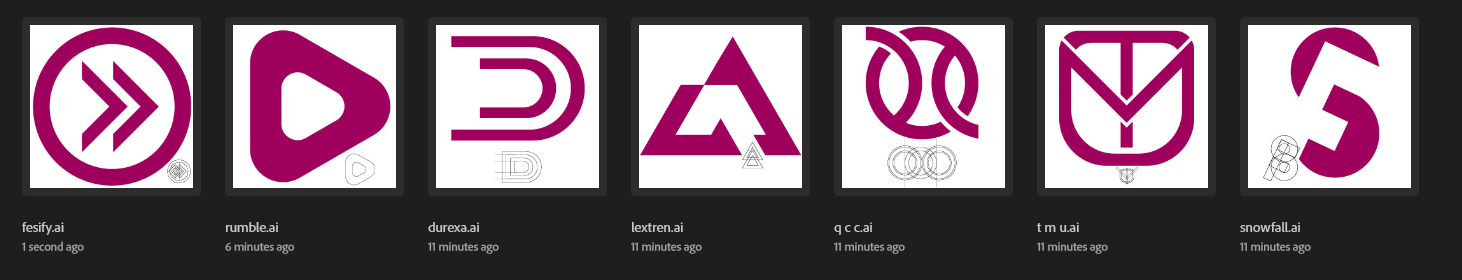 fesify.ai
1 second ago
rumble.ai
6 minutes ago
durexa.ai
11 minutes ago
lextren.ai
11 minutes ago
q c c.ai
11 minutes ago
t m u.ai
11 minutes ago
snowfall.ai
11 minutes ago